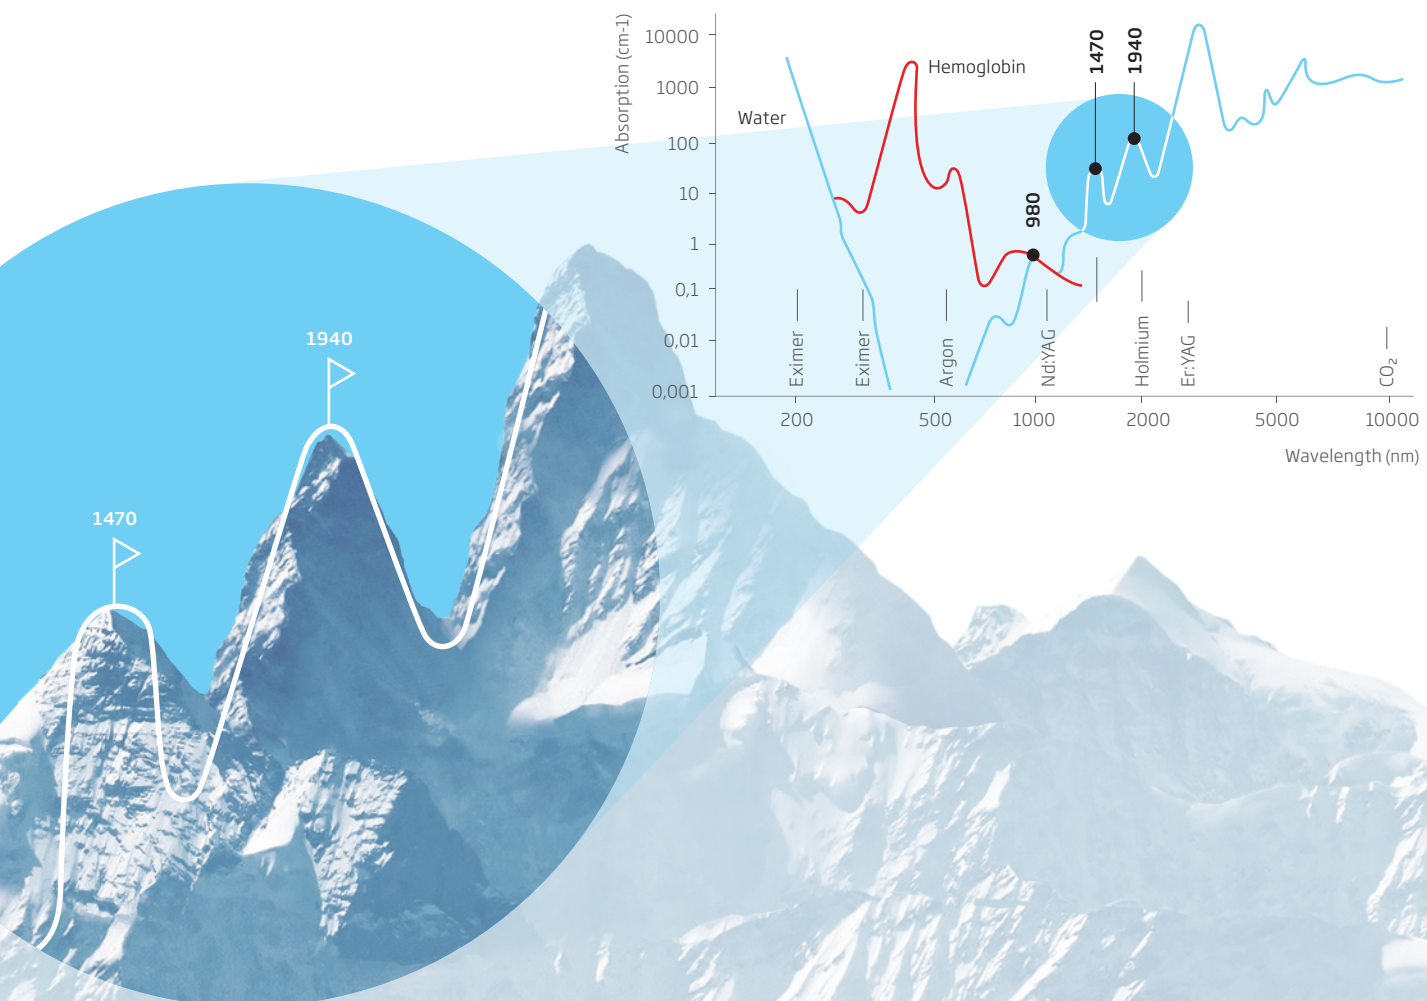 Absorption (cm-1)
10000
1000
100
10
1
0,1
0,01
0,001
Water
Hemoglobin
980
1470
1940
Eximer
Eximer
Argon
Nd:YAG
Holmium
Er:YAG
CO₂
200
500
1000
2000
5000
10000
Wavelength (nm)
1940
1470